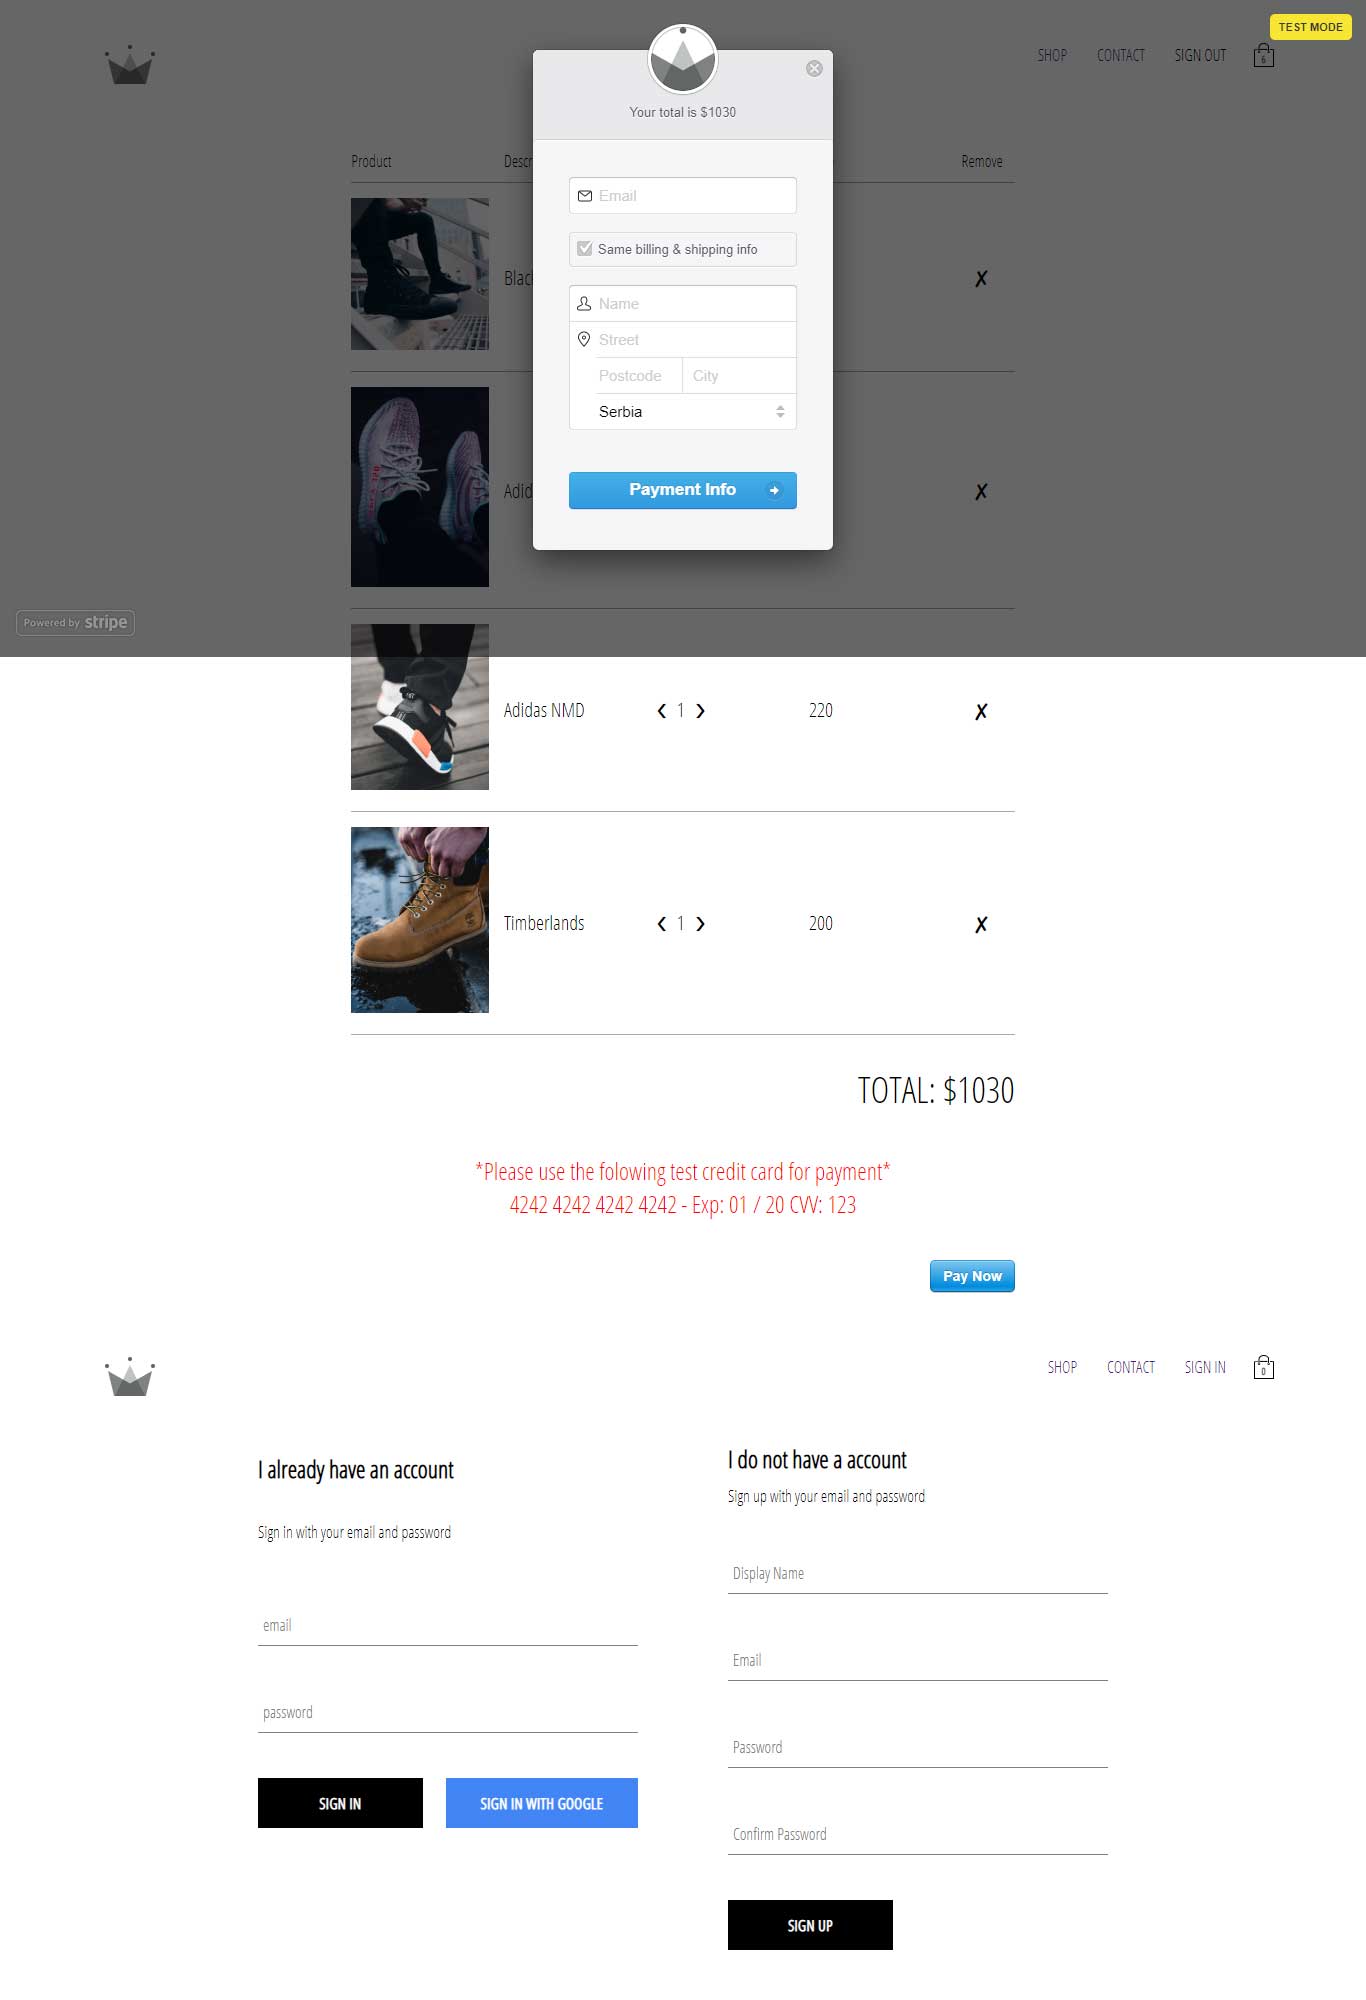 TEST MODE
SHOP CONTACT SIGN OUT 6
Your total is $1030
Product Descr Remove
Email
Same billing & shipping info
Blac
Name
Street
Postcode City
Serbia
Adid
Payment Info
Powered by stripe
Adidas NMD ❮ 1 ❯ 220 ✗
Timberlands ❮ 1 ❯ 200 ✗
TOTAL: $1030
*Please use the folowing test credit card for payment*
4242 4242 4242 4242 - Exp: 01 / 20 CVV: 123
Pay Now
SHOP CONTACT SIGN IN 0
I already have an account
Sign in with your email and password
email
password
SIGN IN SIGN IN WITH GOOGLE
I do not have a account
Sign up with your email and password
Display Name
Email
Password
Confirm Password
SIGN UP